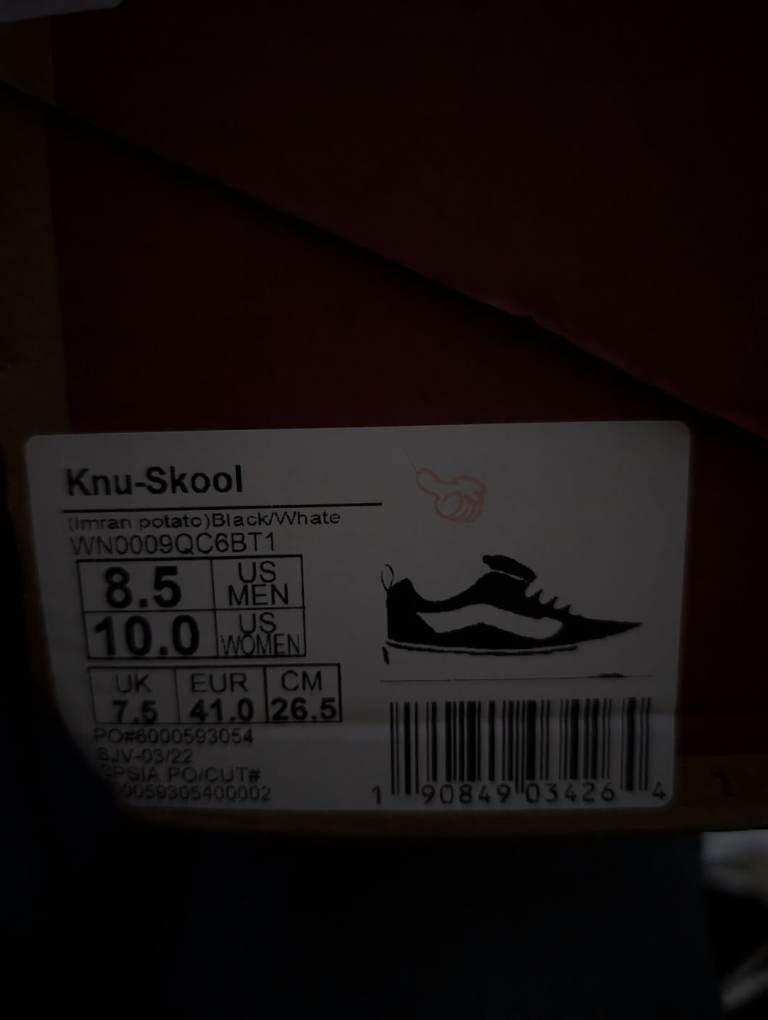 Knu-Skool
(Imran potato)Black/Whate
WN0009QC6BT1
8.5 US MEN
10.0 US WOMEN
UK EUR CM
7.5 41.0 26.5
PO#6000593054
SJV-03/22
PO/CUT#
0059305400002
1 90849 03426 4